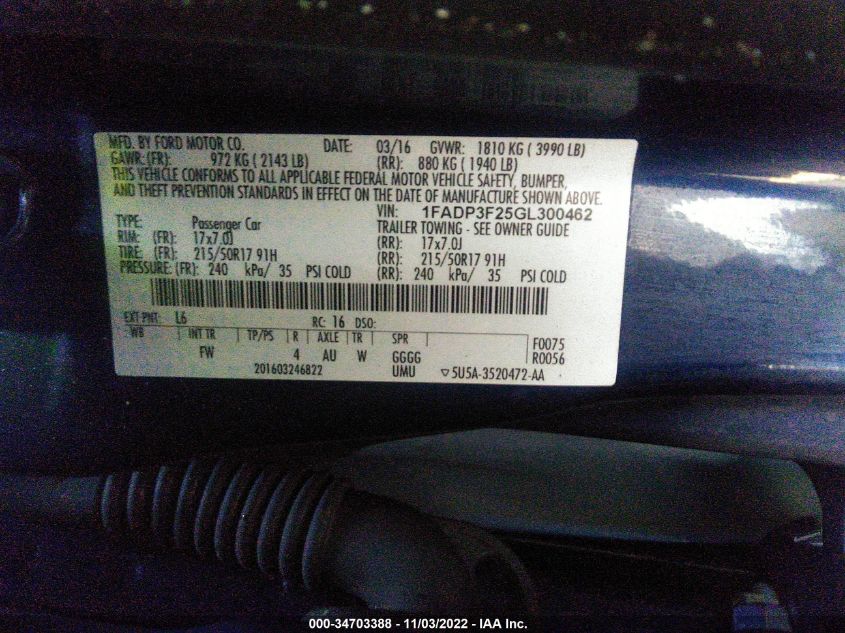 MFD. BY FORD MOTOR CO. DATE: 03/16 GVWR: 1810 KG ( 3990 LB)
GAWR: (FR): 972 KG ( 2143 LB) (RR): 880 KG ( 1940 LB)
THIS VEHICLE CONFORMS TO ALL APPLICABLE FEDERAL MOTOR VEHICLE SAFETY, BUMPER,
AND THEFT PREVENTION STANDARDS IN EFFECT ON THE DATE OF MANUFACTURE SHOWN ABOVE.
VIN: 1FADP3F25GL300462
TYPE: Passenger Car TRAILER TOWING - SEE OWNER GUIDE
RIM: (FR): 17x7.0J (RR): 17x7.0J
TIRE: (FR): 215/50R17 91H (RR): 215/50R17 91H
PRESSURE: (FR): 240 kPa/ 35 PSI COLD (RR): 240 kPa/ 35 PSI COLD
EXT PNT: L6 RC: 16 DSO:
WB INT TR TP/PS R AXLE TR SPR F0075
FW 4 AU W GGGG R0056
201603246822 UMU ▽5U5A-3520472-AA
000-34703388 - 11/03/2022 - IAA Inc.